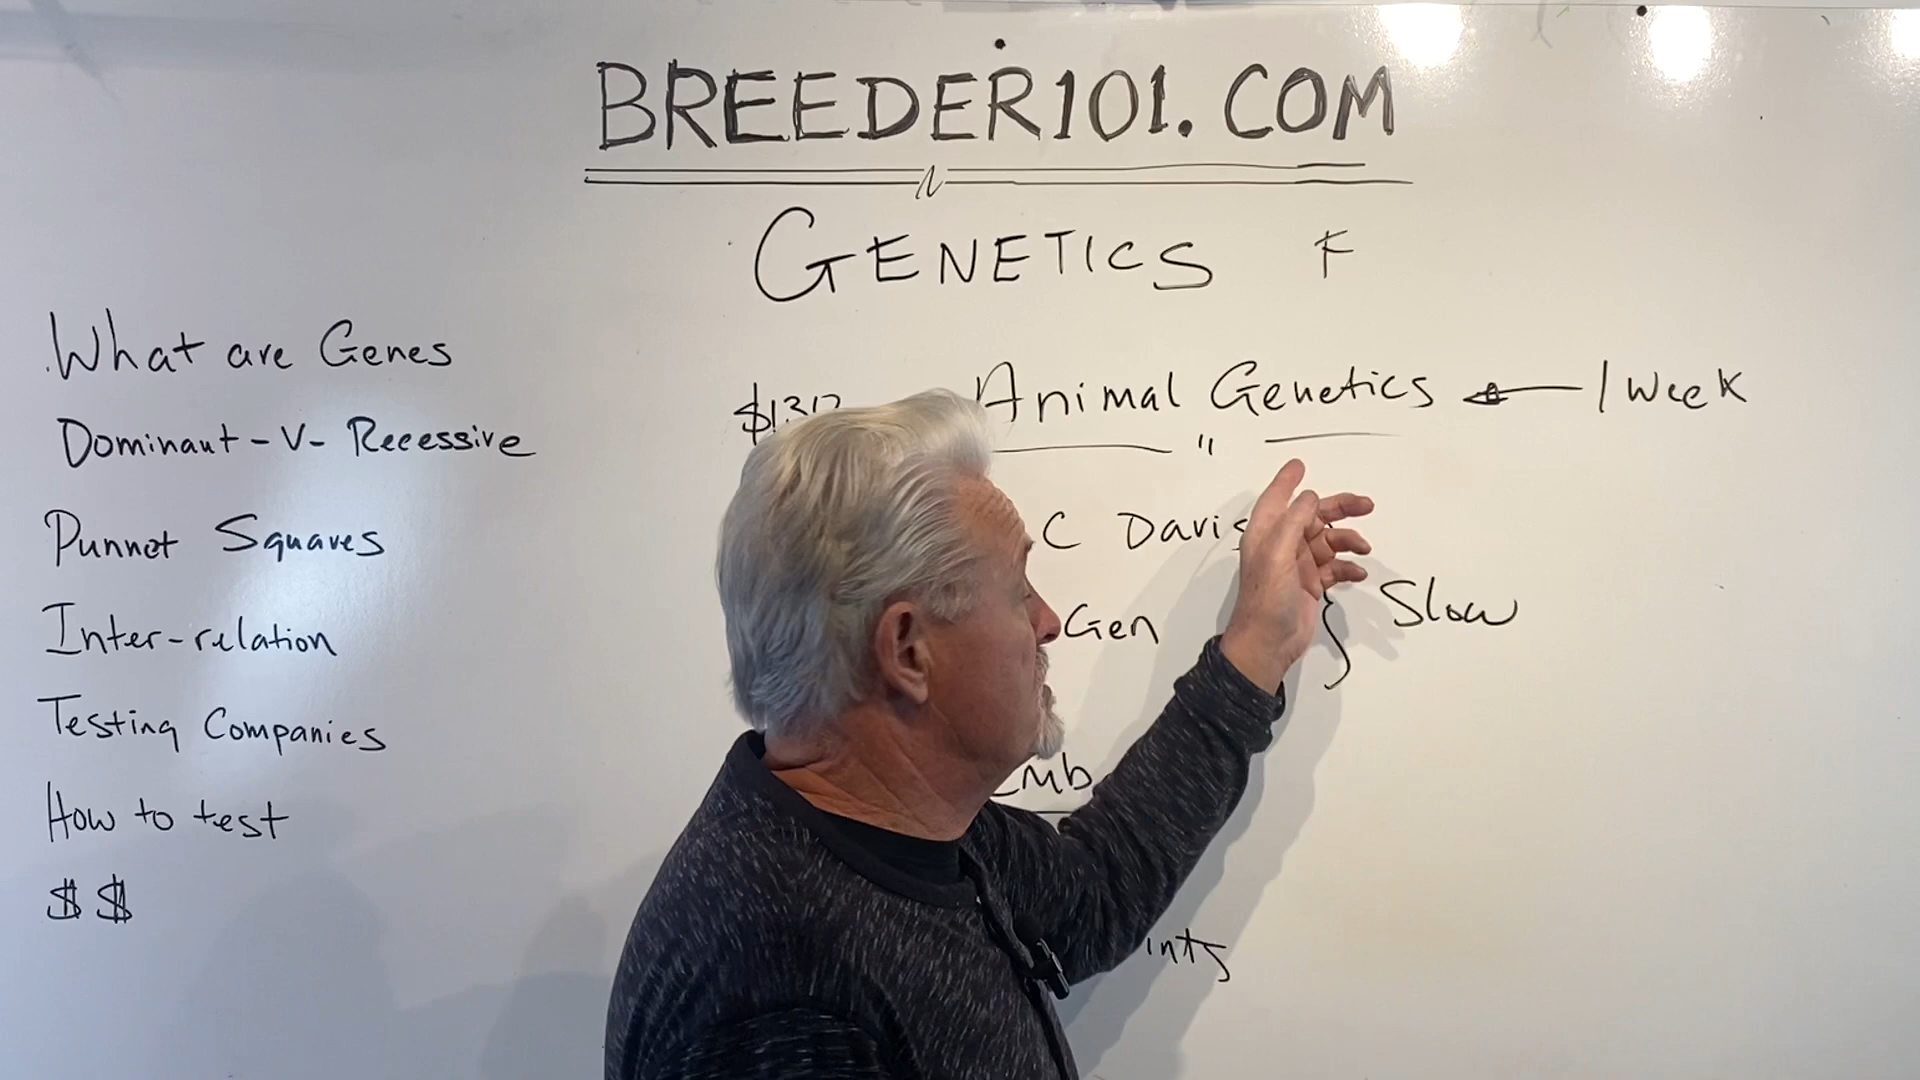 BREEDER101.COM
GENETICS F
What are Genes
Dominant-V-Recessive
Punnet Squares
Inter-relation
Testing Companies
How to test
$$
Animal Genetics ← 1 Week
"
C Davis
Gen
Slow